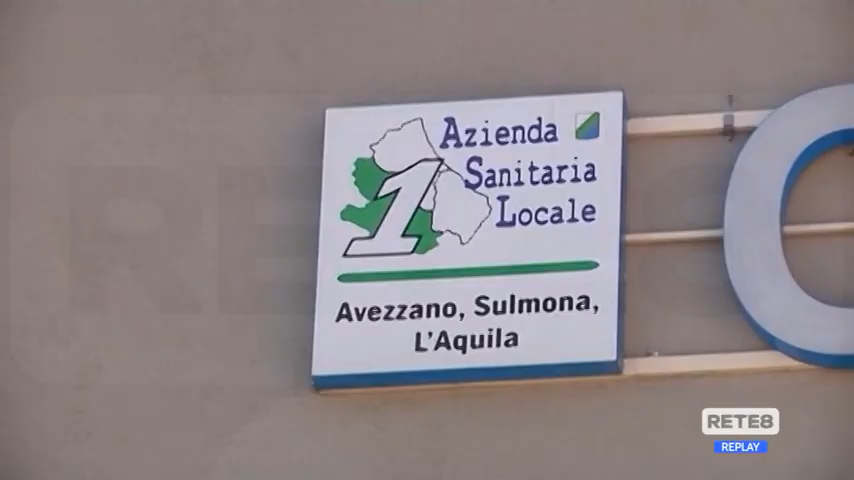 Azienda
Sanitaria
Locale
1
Avezzano, Sulmona,
L'Aquila
C
RETE8
REPLAY